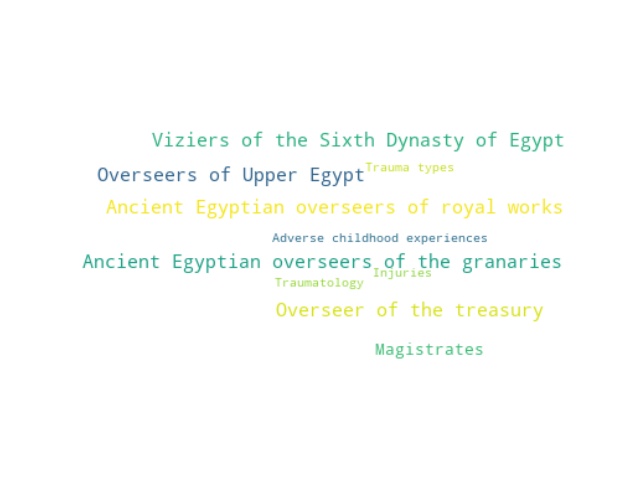 Viziers of the Sixth Dynasty of Egypt
Trauma types
Overseers of Upper Egypt
Ancient Egyptian overseers of royal works
Adverse childhood experiences
Ancient Egyptian overseers of the granaries
Injuries
Traumatology
Overseer of the treasury
Magistrates